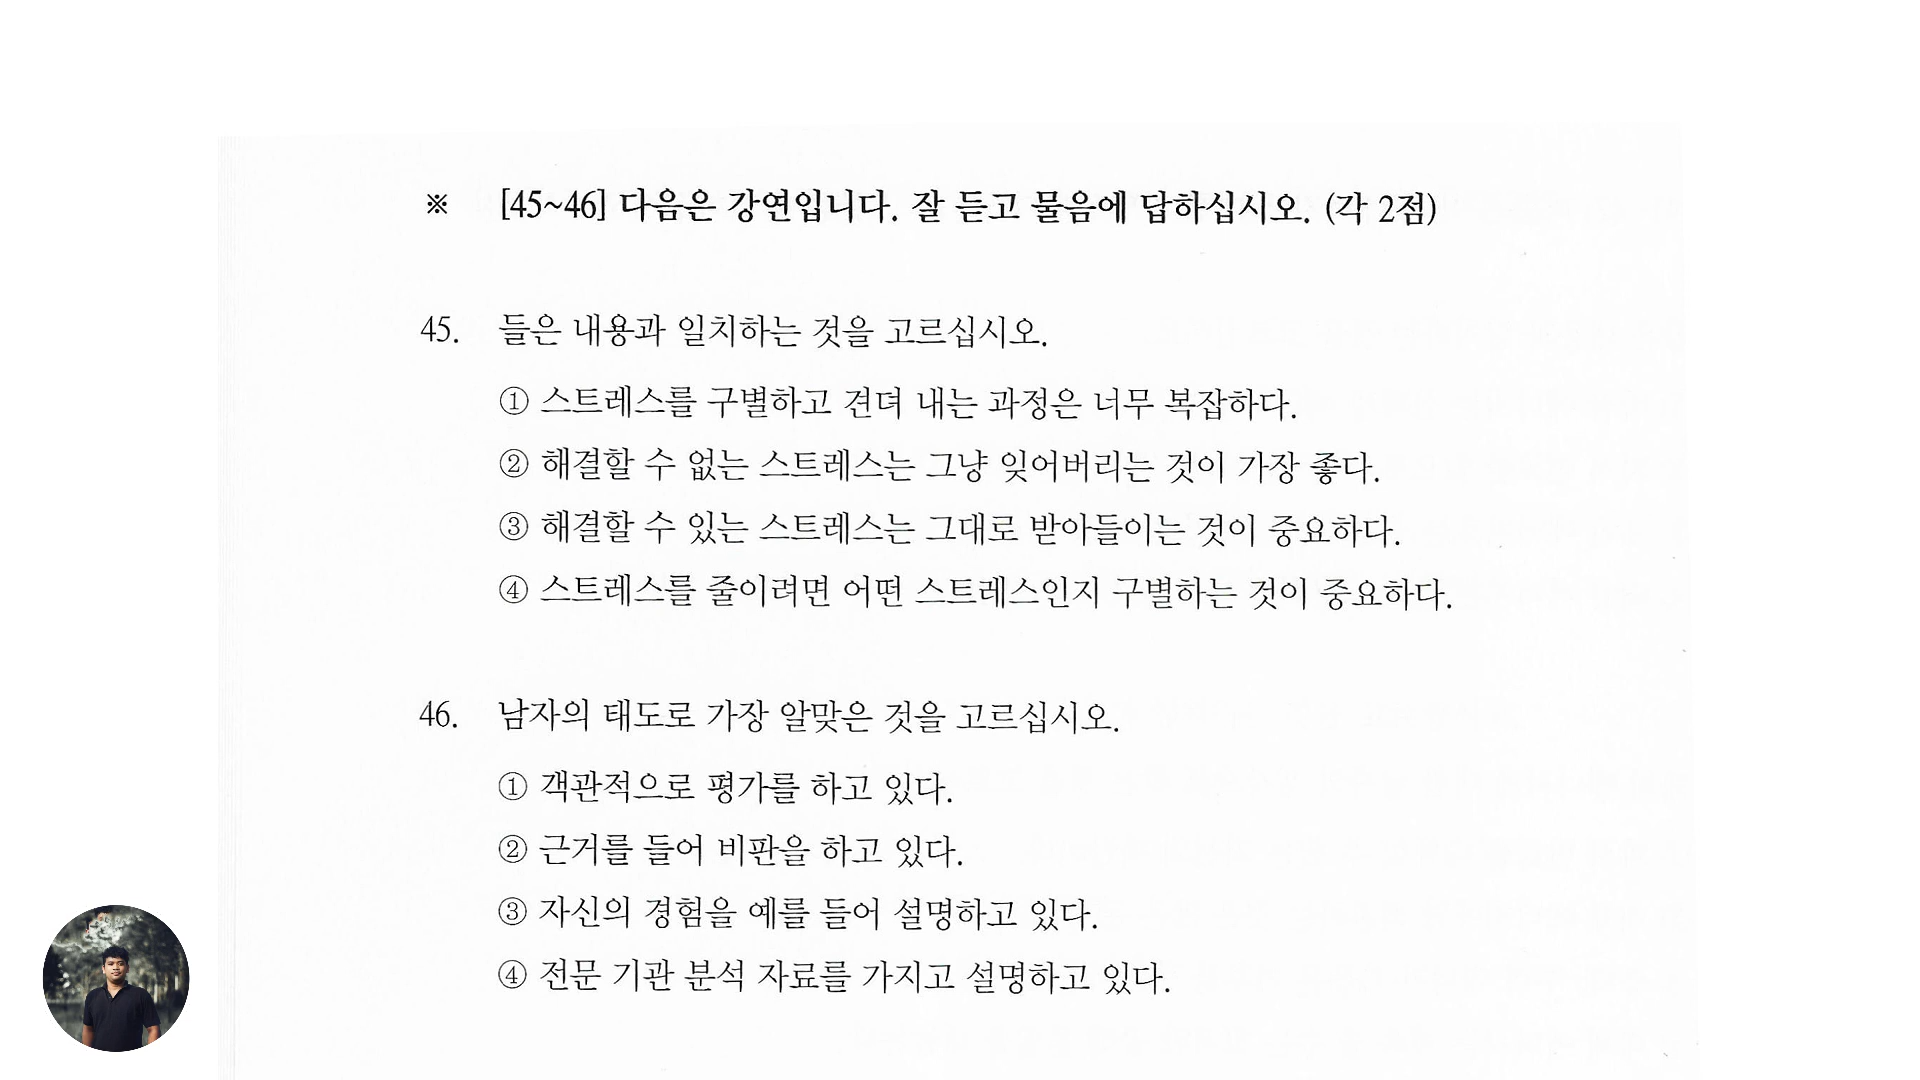 ※ [45~46] 다음은 강연입니다. 잘 듣고 물음에 답하십시오. (각 2점)
45. 들은 내용과 일치하는 것을 고르십시오.
① 스트레스를 구별하고 견뎌 내는 과정은 너무 복잡하다.
② 해결할 수 없는 스트레스는 그냥 잊어버리는 것이 가장 좋다.
③ 해결할 수 있는 스트레스는 그대로 받아들이는 것이 중요하다.
④ 스트레스를 줄이려면 어떤 스트레스인지 구별하는 것이 중요하다.
46. 남자의 태도로 가장 알맞은 것을 고르십시오.
① 객관적으로 평가를 하고 있다.
② 근거를 들어 비판을 하고 있다.
③ 자신의 경험을 예를 들어 설명하고 있다.
④ 전문 기관 분석 자료를 가지고 설명하고 있다.